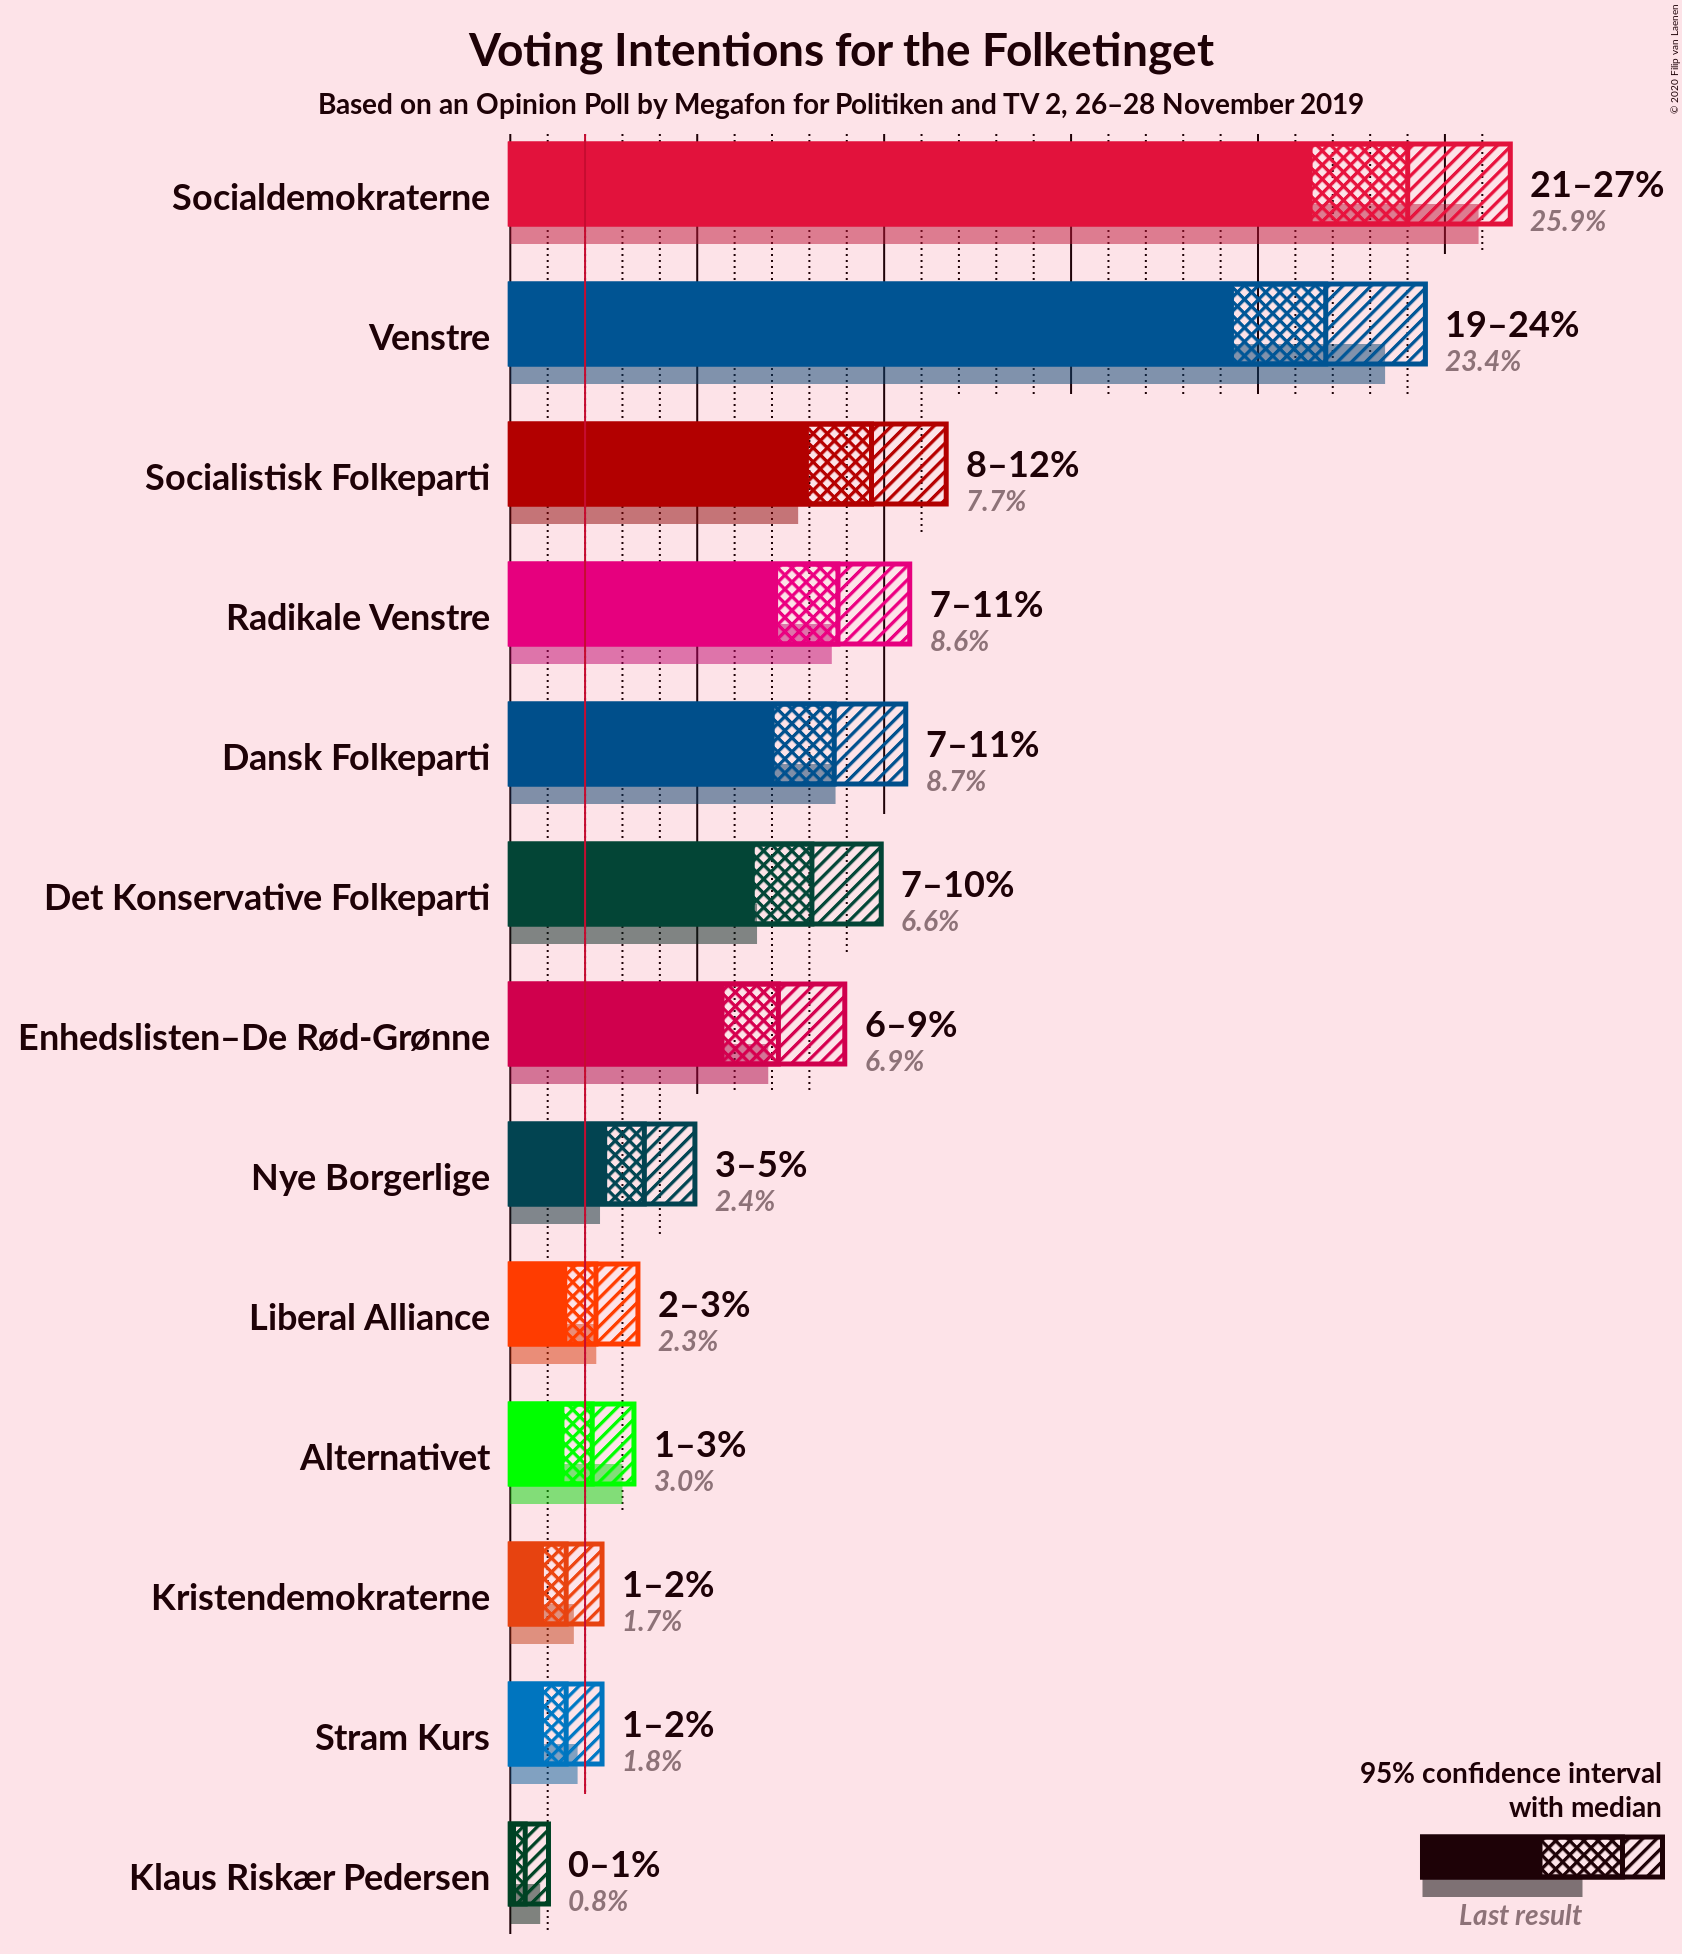 Voting Intentions for the Folketinget
Based on an Opinion Poll by Megafon for Politiken and TV 2, 26–28 November 2019
© 2020 Filip van Laenen
Socialdemokraterne
21–27%
25.9%
Venstre
19–24%
23.4%
Socialistisk Folkeparti
8–12%
7.7%
Radikale Venstre
7–11%
8.6%
Dansk Folkeparti
7–11%
8.7%
Det Konservative Folkeparti
7–10%
6.6%
Enhedslisten–De Rød-Grønne
6–9%
6.9%
Nye Borgerlige
3–5%
2.4%
Liberal Alliance
2–3%
2.3%
Alternativet
1–3%
3.0%
Kristendemokraterne
1–2%
1.7%
Stram Kurs
1–2%
1.8%
Klaus Riskær Pedersen
0–1%
0.8%
95% confidence interval
with median
Last result